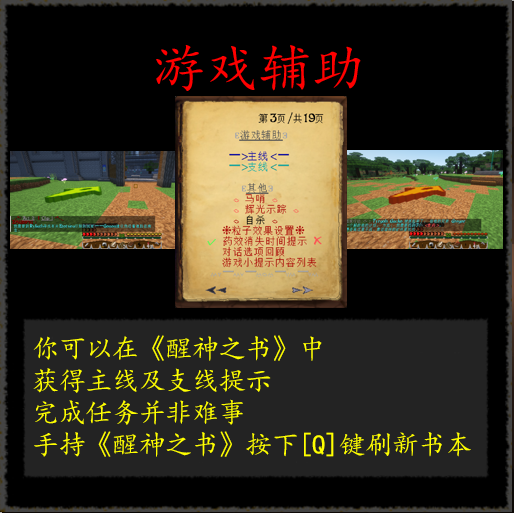 游戏辅助
第3页/共19页
游戏辅助
一>主线<一
一>支线<一
其他
马哨
辉光示踪
自杀
※粒子效果设置※
✓ 药效消失时间提示 ✕
对话选项回顾
游戏小提示内容列表
你可以在《醒神之书》中
获得主线及支线提示
完成任务并非难事
手持《醒神之书》按下[Q]键刷新书本